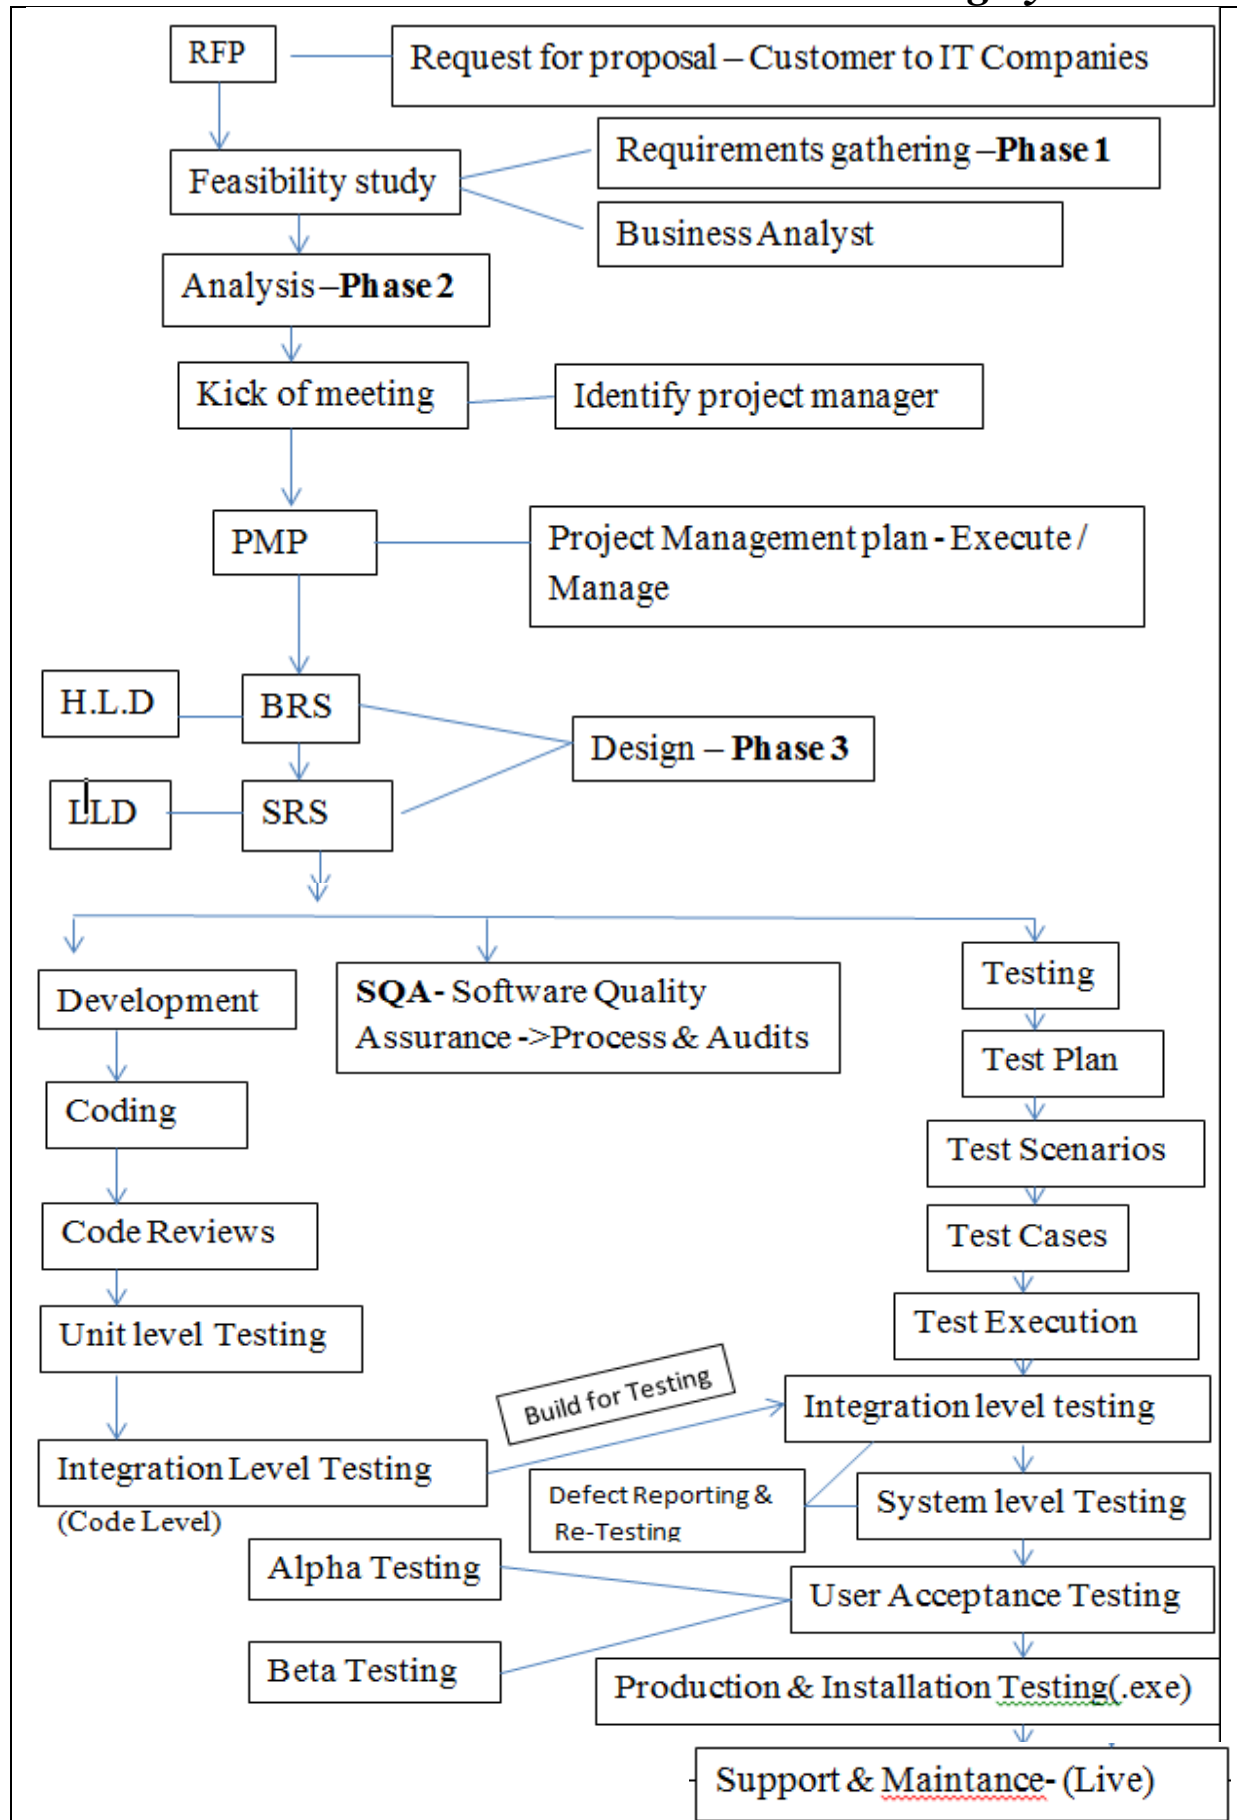 RFP
Request for proposal – Customer to IT Companies
Requirements gathering –Phase 1
Feasibility study
Business Analyst
Analysis –Phase 2
Kick of meeting
Identify project manager
PMP
Project Management plan - Execute /
Manage
H.L.D
BRS
Design – Phase 3
LLD
SRS
Development
SQA- Software Quality
Assurance ->Process & Audits
Testing
Test Plan
Coding
Test Scenarios
Code Reviews
Test Cases
Unit level Testing
Test Execution
Build for Testing
Integration level testing
Integration Level Testing
(Code Level)
Defect Reporting &
Re-Testing
System level Testing
Alpha Testing
User Acceptance Testing
Beta Testing
Production & Installation Testing(.exe)
Support & Maintance- (Live)